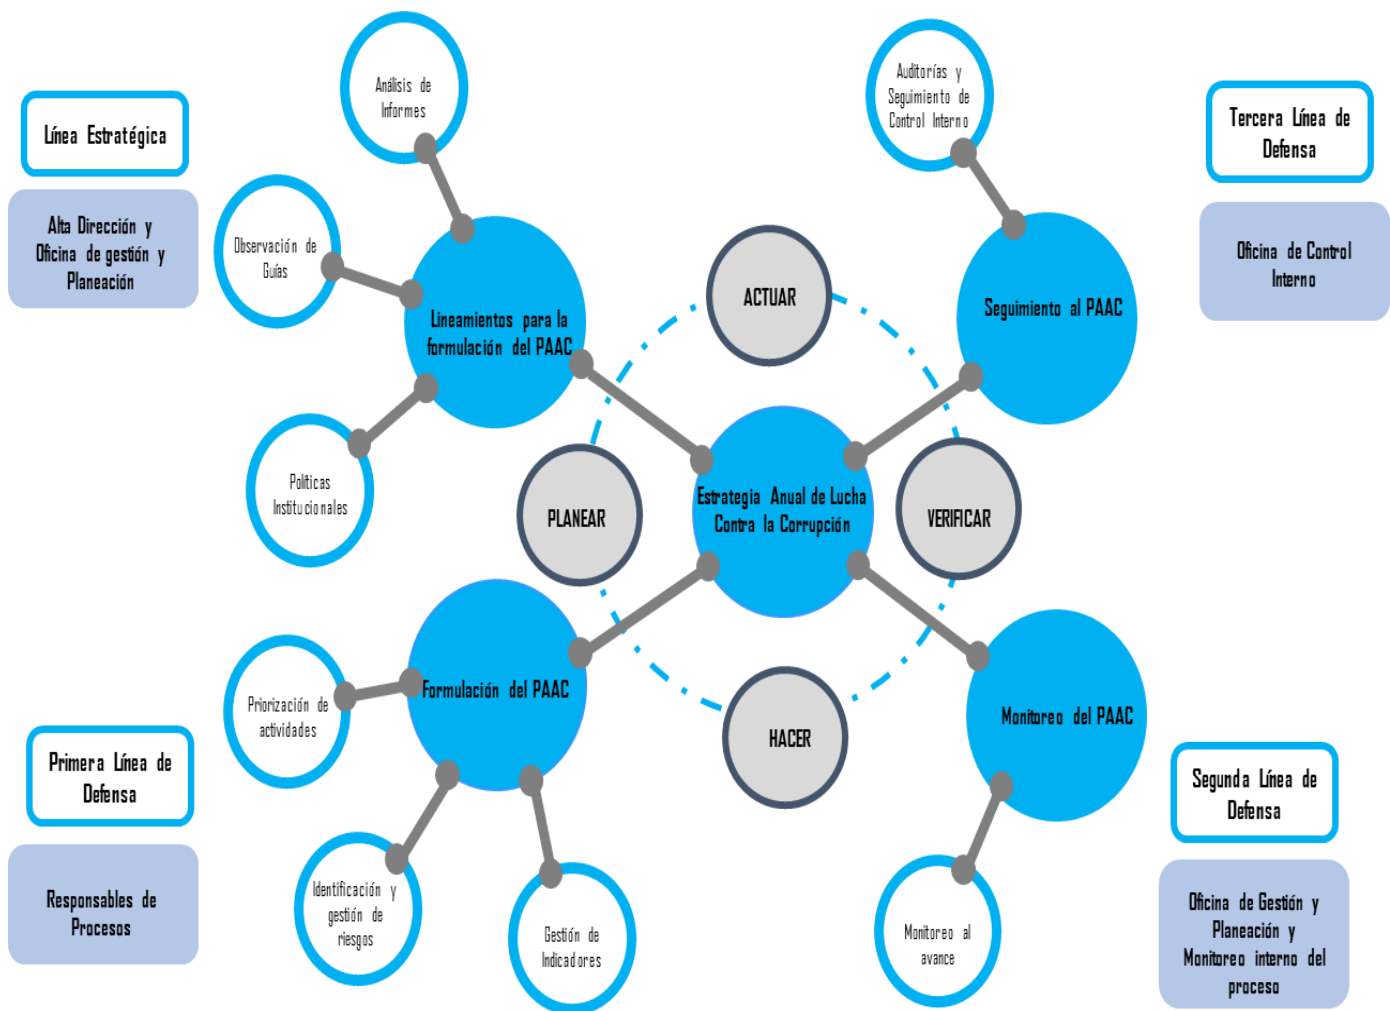 Línea Estratégica
Alta Dirección y
Oficina de gestión y
Planeación
Análisis de
Informes
Observación de
Guías
Políticas
Institucionales
Lineamientos para la
formulación del PAAC
ACTUAR
Auditorías y
Seguimiento de
Control Interno
Seguimiento al PAAC
Tercera Línea de
Defensa
Oficina de Control
Interno
PLANEAR
Estrategia Anual de Lucha
Contra la Corrupción
VERIFICAR
HACER
Formulación del PAAC
Priorización de
actividades
Identificación y
gestión de
riesgos
Gestión de
Indicadores
Primera Línea de
Defensa
Responsables de
Procesos
Monitoreo del PAAC
Monitoreo al
avance
Segunda Línea de
Defensa
Oficina de Gestión y
Planeación y
Monitoreo interno del
proceso